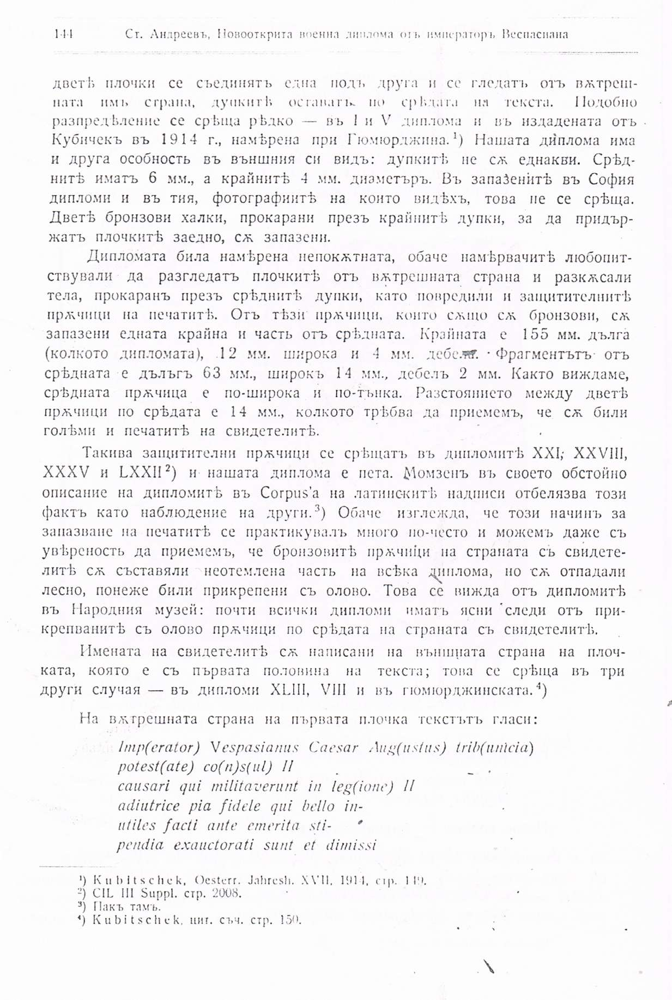 144 Ст. Андреевъ, Новооткрита военна диплома отъ императоръ Веспасиана
дветѣ плочки се съединятъ една подъ друга и се гледатъ отъ вѫтреш-
ната имъ страна, дупкитѣ оставатъ по срѣдата на текста. Подобно
разпредѣление се срѣща рѣдко — въ I и V диплома и въ издадената отъ
Кубичекъ въ 1914 г., намѣрена при Гюмюрджина.¹) Нашата диплома има
и друга особность въ външния си видъ: дупкитѣ не сѫ еднакви. Срѣд-
нитѣ иматъ 6 мм., а крайнитѣ 4 мм. диаметъръ. Въ запазенитѣ въ София
дипломи и въ тия, фотографиитѣ на които видѣхъ, това не се срѣща.
Дветѣ бронзови халки, прокарани презъ крайнитѣ дупки, за да придър-
жатъ плочкитѣ заедно, сѫ запазени.
Дипломата била намѣрена непокѫтната, обаче намѣрвачитѣ любопит-
ствували да разгледатъ плочкитѣ отъ вѫтрешната страна и разкѫсали
тела, прокаранъ презъ срѣднитѣ дупки, като повредили и защитителнитѣ
прѫчици на печатитѣ. Отъ тѣзи прѫчици, които сѫщо сѫ бронзови, сѫ
запазени едната крайна и часть отъ срѣдната. Крайната е 155 мм. дълга
(колкото дипломата), 12 мм. широка и 4 мм. дебела. Фрагментътъ отъ
срѣдната е дълъгъ 63 мм., широкъ 14 мм., дебелъ 2 мм. Както виждаме,
срѣдната прѫчица е по-широка и по-тънка. Разстоянието между дветѣ
прѫчици по срѣдата е 14 мм., колкото трѣбва да приемемъ, че сѫ били
голѣми и печатитѣ на свидетелитѣ.
Такива защитителни прѫчици се срѣщатъ въ дипломитѣ XXI, XXVIII,
XXXV и LXXII²) и нашата диплома е пета. Момзенъ въ своето обстойно
описание на дипломитѣ въ Corpus'a на латинскитѣ надписи отбелязва този
фактъ като наблюдение на други.³) Обаче изглежда, че този начинъ за
запазване на печатитѣ се практикувалъ много по-често и можемъ даже съ
увѣреность да приемемъ, че бронзовитѣ прѫчици на страната съ свидете-
литѣ сѫ съставяли неотемлена часть на всѣка диплома, но сѫ отпадали
лесно, понеже били прикрепени съ олово. Това се вижда отъ дипломитѣ
въ Народния музей: почти всички дипломи иматъ ясни следи отъ при-
крепванитѣ съ олово прѫчици по срѣдата на страната съ свидетелитѣ.
Имената на свидетелитѣ сѫ написани на външната страна на плоч-
ката, която е съ първата половина на текста; това се срѣща въ три
други случая — въ дипломи XLIII, VIII и въ гюмюрджинската.⁴)
На вѫтрешната страна на първата плочка текстътъ гласи:
Imp(erator) Vespasianus Caesar Aug(ustus) trib(unicia)
potest(ate) co(n)s(ul) II
causari qui militaverunt in leg(ione) II
adiutrice pia fidele qui bello in-
utiles facti ante emerita sti-
pendia exauctorati sunt et dimissi
¹) Kubitschek, Oesterr. Jahresh. XVII, 1914, стр. 149.
²) CIL III Suppl. стр. 2008.
³) Пакъ тамъ.
⁴) Kubitschek, цит. съч. стр. 150.